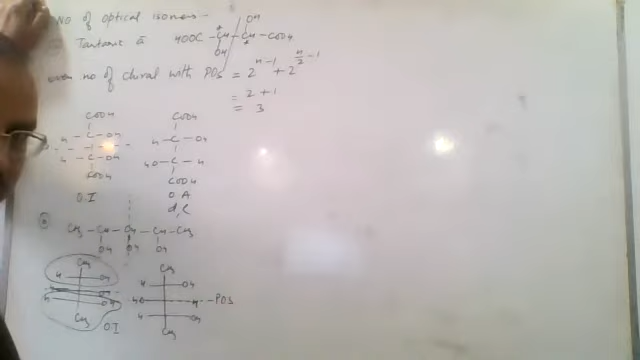 No of optical isomers -
OH
Tartaric a HOOC - CH - CH - COOH
OH
no of chiral with POS = 2^(n-1) + 2^(n/2 - 1)
= 2 + 1
= 3
COOH COOH
H - C - OH H - C - OH
H - C - OH HO - C - H
COOH COOH
O.I O.A
d, l
CH3 - CH - CH - CH - CH3
OH OH OH
CH3 CH3
H OH H OH
H OH HO H - POS
H OH H OH
CH3 O.I CH3